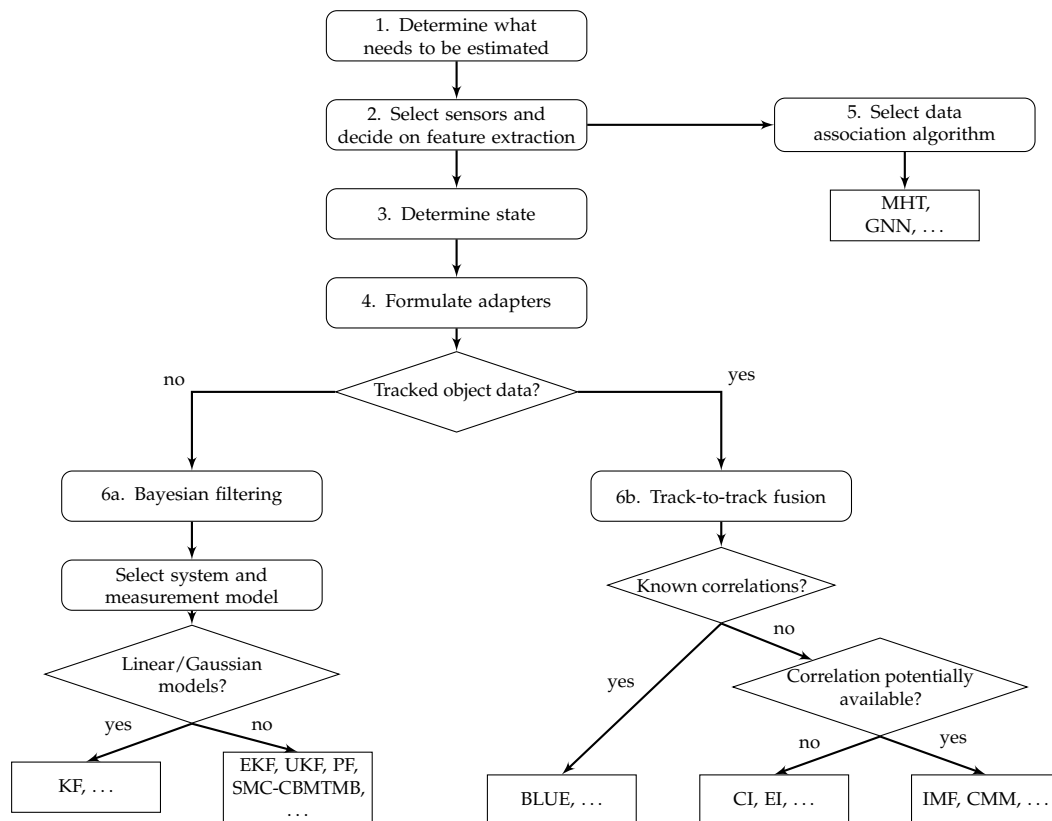 1. Determine what
needs to be estimated
2. Select sensors and
decide on feature extraction
5. Select data
association algorithm
MHT,
GNN, ...
3. Determine state
4. Formulate adapters
Tracked object data?
no
yes
6a. Bayesian filtering
6b. Track-to-track fusion
Select system and
measurement model
Known correlations?
Linear/Gaussian
models?
yes
no
yes
no
Correlation potentially
available?
no
yes
KF, ...
EKF, UKF, PF,
SMC-CBMTMB,
...
BLUE, ...
CI, EI, ...
IMF, CMM, ...